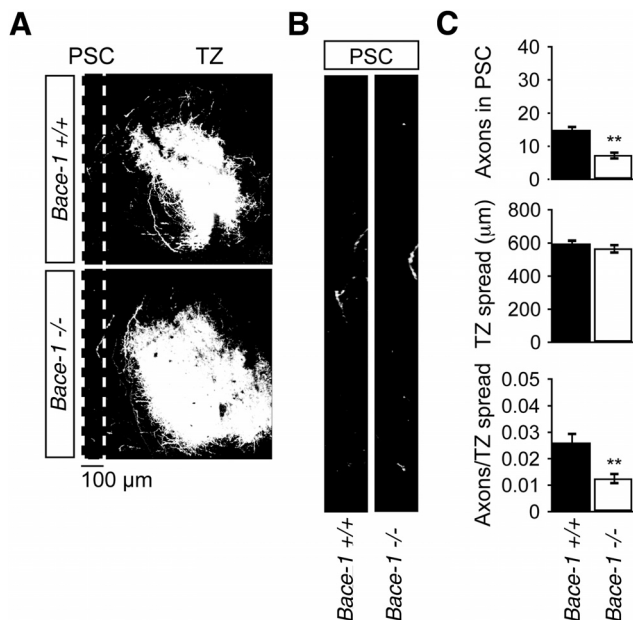 A
PSC
TZ
Bace-1 +/+
Bace-1 -/-
100 µm
B
PSC
Bace-1 +/+
Bace-1 -/-
C
Axons in PSC
40
30
20
10
0
**
TZ spread (µm)
800
600
400
200
0
Axons/TZ spread
0.05
0.04
0.03
0.02
0.01
0
**
Bace-1 +/+
Bace-1 -/-